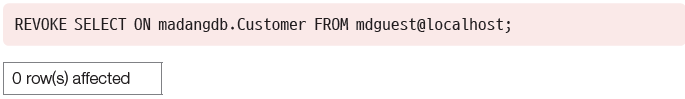 REVOKE SELECT ON madangdb.Customer FROM mdguest@localhost;
0 row(s) affected